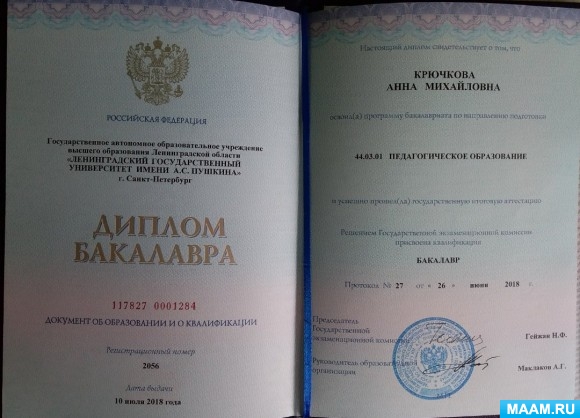 РОССИЙСКАЯ ФЕДЕРАЦИЯ
Государственное автономное образовательное учреждение
высшего образования Ленинградской области
«ЛЕНИНГРАДСКИЙ ГОСУДАРСТВЕННЫЙ
УНИВЕРСИТЕТ ИМЕНИ А.С. ПУШКИНА»
г. Санкт-Петербург
ДИПЛОМ
БАКАЛАВРА
117827 0001284
ДОКУМЕНТ ОБ ОБРАЗОВАНИИ И О КВАЛИФИКАЦИИ
Регистрационный номер
2056
Дата выдачи
10 июля 2018 года
Настоящий диплом свидетельствует о том, что
КРЮЧКОВА
АННА МИХАЙЛОВНА
освоил(а) программу бакалавриата по направлению подготовки
44.03.01 ПЕДАГОГИЧЕСКОЕ ОБРАЗОВАНИЕ
и успешно прошел(ла) государственную итоговую аттестацию
Решением Государственной экзаменационной комиссии
присвоена квалификация
БАКАЛАВР
Протокол № 27 от « 26 » июня 2018 г.
Председатель
Государственной
экзаменационной комиссии
Гейжан Н.Ф.
Руководитель образовательной
организации
Маклаков А.Г.
MAAM.RU